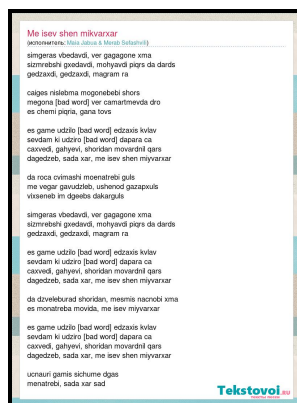 Me isev shen mikvarxar
(исполнитель: Maia Jabua & Merab Sefashvili)
simgeras vbedavdi, ver gagagone xma
sizmrebshi gxedavdi, mohyavdi piqrs da dards
gedzaxdi, gedzaxdi, magram ra
caiges nislebma mogonebebi shors
megona [bad word] ver camartmevda dro
es chemi piqria, gana tovs
es game udzilo [bad word] edzaxis kvlav
sevdam ki udziro [bad word] dapara ca
caxvedi, gahyevi, shoridan movardnil qars
dagedzeb, sada xar, me isev shen miyvarxar
da roca cvimashi moenatrebi guls
me vegar gavudzleb, ushenod gazapxuls
vixseneb im dgeebs dakarguls
simgeras vbedavdi, ver gagagone xma
sizmrebshi gxedavdi, mohyavdi piqrs da dards
gedzaxdi, gedzaxdi, magram ra
es game udzilo [bad word] edzaxis kvlav
sevdam ki udziro [bad word] dapara ca
caxvedi, gahyevi, shoridan movardnil qars
dagedzeb, sada xar, me isev shen miyvarxar
da dzveleburad shoridan, mesmis nacnobi xma
es monatreba movida, me isev miyvarxar
es game udzilo [bad word] edzaxis kvlav
sevdam ki udziro [bad word] dapara ca
caxvedi, gahyevi, shoridan movardnil qars
dagedzeb, sada xar, me isev shen miyvarxar
ucnauri gamis sichume dgas
menatrebi, sada xar sad
Tekstovoi.RU